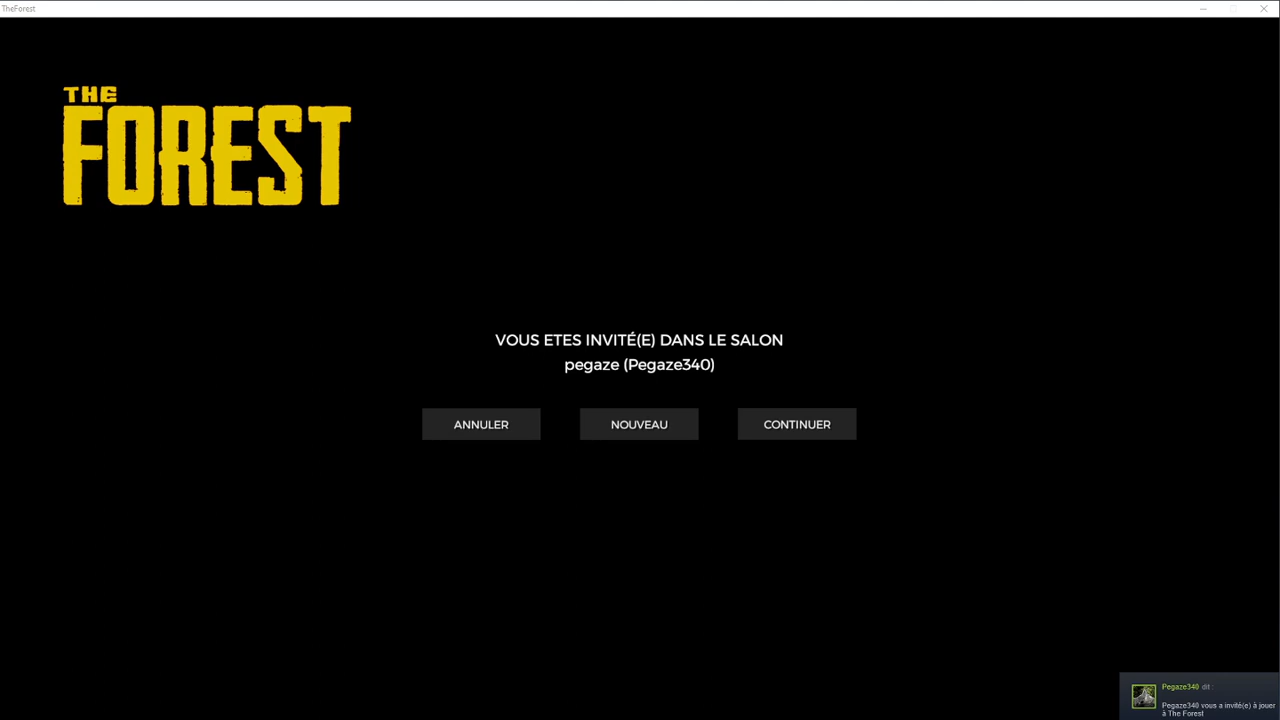 TheForest
THE
FOREST
VOUS ETES INVITÉ(E) DANS LE SALON
pegaze (Pegaze340)
ANNULER
NOUVEAU
CONTINUER
Pegaze340 dit :
Pegaze340 vous a invité(e) à jouer
à The Forest